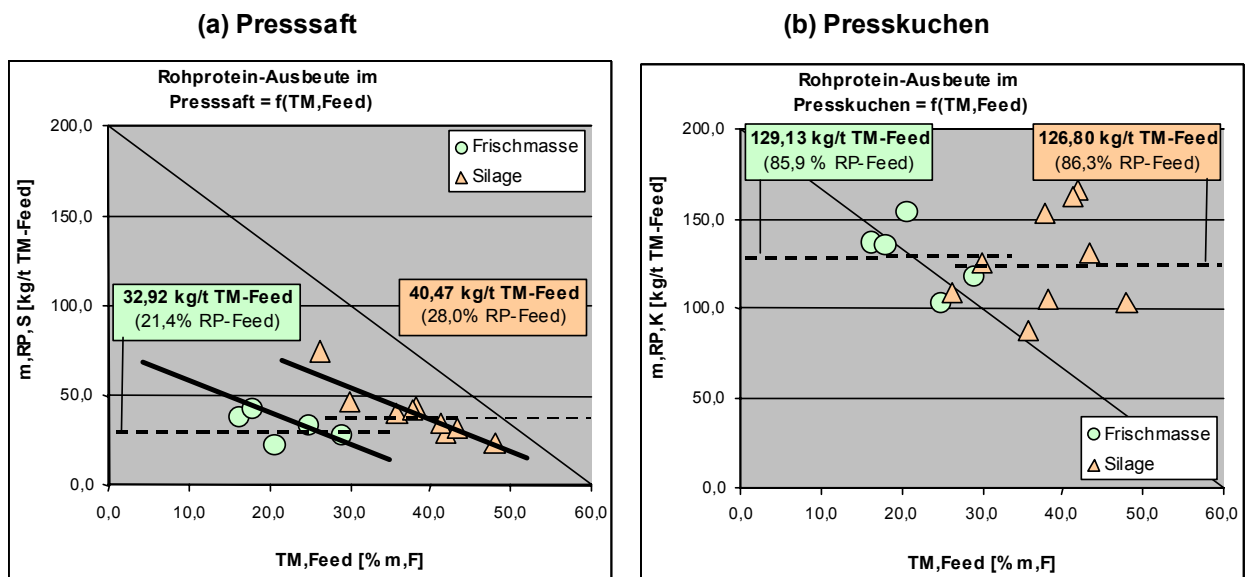 (a) Presssaft
Rohprotein-Ausbeute im
Presssaft = f(TM,Feed)
m,RP,S [kg/t TM-Feed]
200,0
150,0
100,0
50,0
0,0
Frischmasse
Silage
32,92 kg/t TM-Feed
(21,4% RP-Feed)
40,47 kg/t TM-Feed
(28,0% RP-Feed)
0,0 10,0 20,0 30,0 40,0 50,0 60,0
TM,Feed [% m,F]
(b) Presskuchen
Rohprotein-Ausbeute im
Presskuchen = f(TM,Feed)
m,RP,K [kg/t TM-Feed]
200,0
150,0
100,0
50,0
0,0
129,13 kg/t TM-Feed
(85,9 % RP-Feed)
126,80 kg/t TM-Feed
(86,3% RP-Feed)
Frischmasse
Silage
0,0 10,0 20,0 30,0 40,0 50,0 60,0
TM,Feed [% m,F]